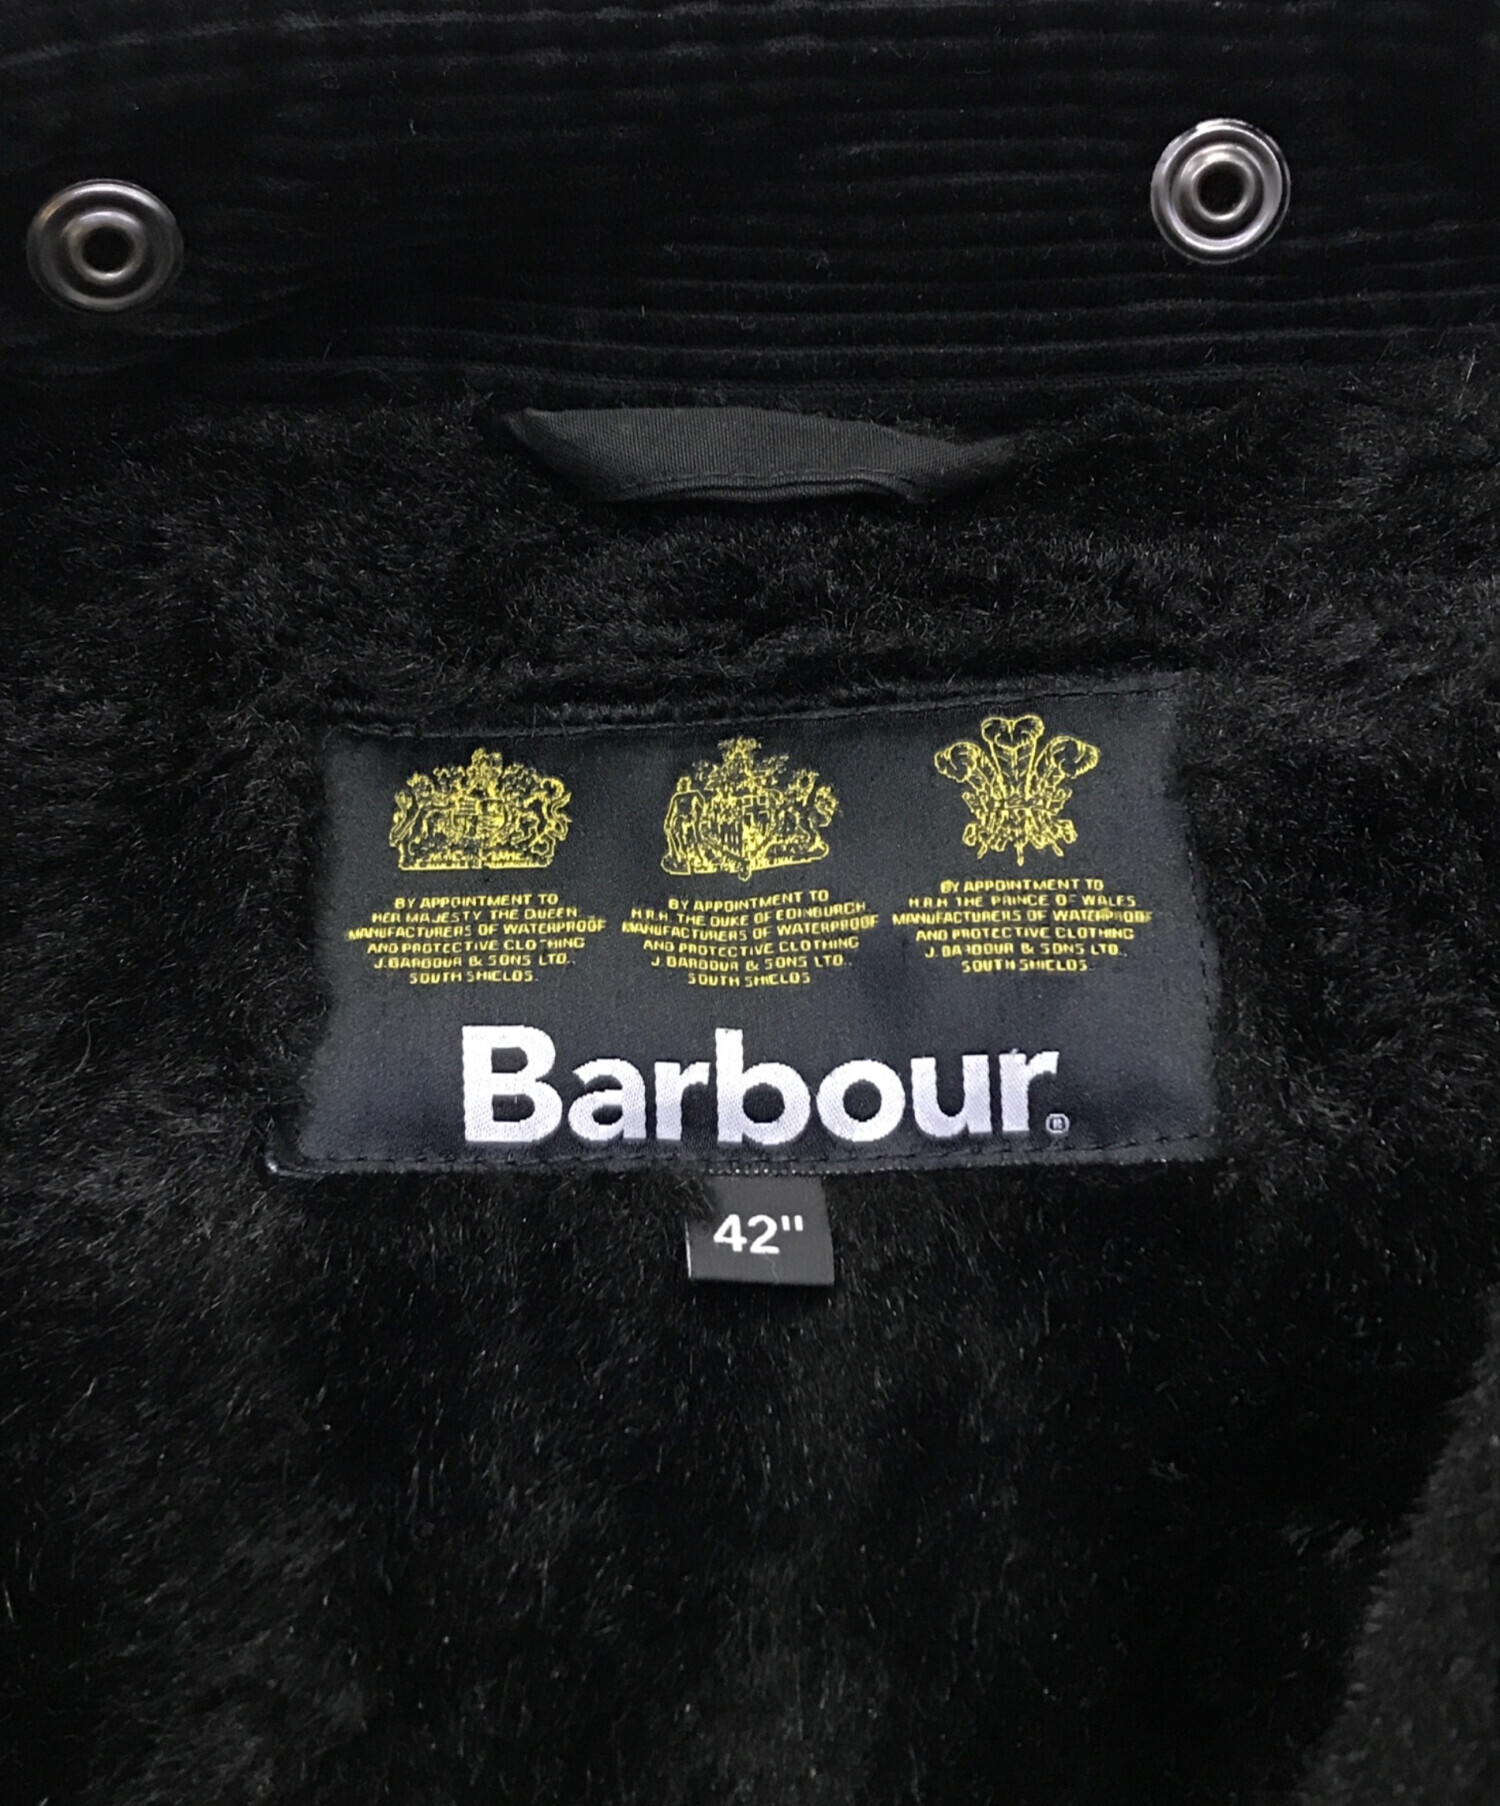 BY APPOINTMENT TO
HER MAJESTY THE QUEEN
MANUFACTURERS OF WATERPROOF
AND PROTECTIVE CLOTHING
J. BARBOUR & SONS LTD.,
SOUTH SHIELDS.
BY APPOINTMENT TO
H.R.H. THE DUKE OF EDINBURGH
MANUFACTURERS OF WATERPROOF
AND PROTECTIVE CLOTHING
J. BARBOUR & SONS LTD.,
SOUTH SHIELDS
BY APPOINTMENT TO
H.R.H THE PRINCE OF WALES
MANUFACTURERS OF WATERPROOF
AND PROTECTIVE CLOTHING
J. BARBOUR & SONS LTD.,
SOUTH SHIELDS.
Barbour®
42"